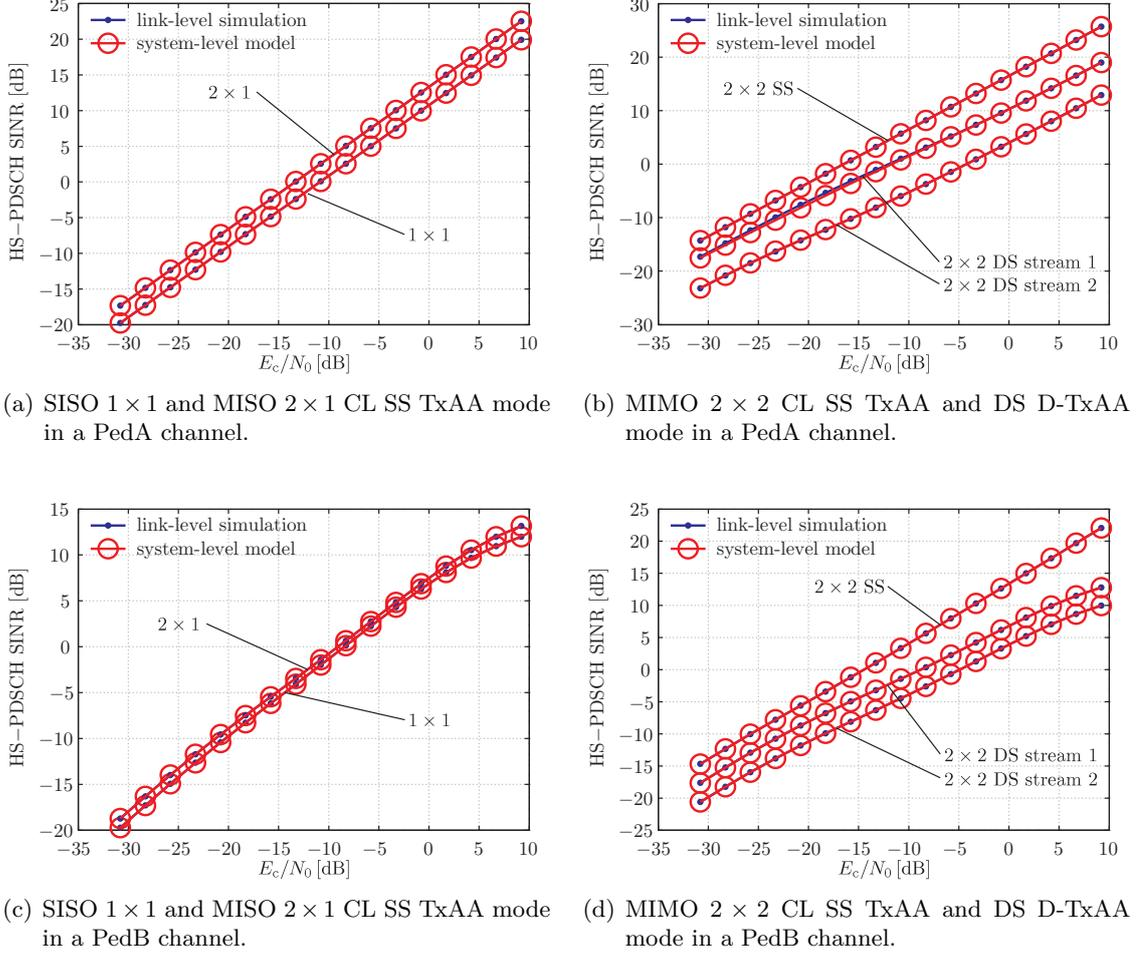 25
20
15
10
5
0
−5
−10
−15
−20
HS−PDSCH SINR [dB]
link-level simulation
system-level model
2 × 1
1 × 1
−35 −30 −25 −20 −15 −10 −5 0 5 10
Ec/N0 [dB]
30
20
10
0
−10
−20
−30
HS−PDSCH SINR [dB]
link-level simulation
system-level model
2 × 2 SS
2 × 2 DS stream 1
2 × 2 DS stream 2
−35 −30 −25 −20 −15 −10 −5 0 5 10
Ec/N0 [dB]
(a) SISO 1 × 1 and MISO 2 × 1 CL SS TxAA mode
in a PedA channel.
(b) MIMO 2 × 2 CL SS TxAA and DS D-TxAA
mode in a PedA channel.
15
10
5
0
−5
−10
−15
−20
HS−PDSCH SINR [dB]
link-level simulation
system-level model
2 × 1
1 × 1
−35 −30 −25 −20 −15 −10 −5 0 5 10
Ec/N0 [dB]
25
20
15
10
5
0
−5
−10
−15
−20
−25
HS−PDSCH SINR [dB]
link-level simulation
system-level model
2 × 2 SS
2 × 2 DS stream 1
2 × 2 DS stream 2
−35 −30 −25 −20 −15 −10 −5 0 5 10
Ec/N0 [dB]
(c) SISO 1 × 1 and MISO 2 × 1 CL SS TxAA mode
in a PedB channel.
(d) MIMO 2 × 2 CL SS TxAA and DS D-TxAA
mode in a PedB channel.